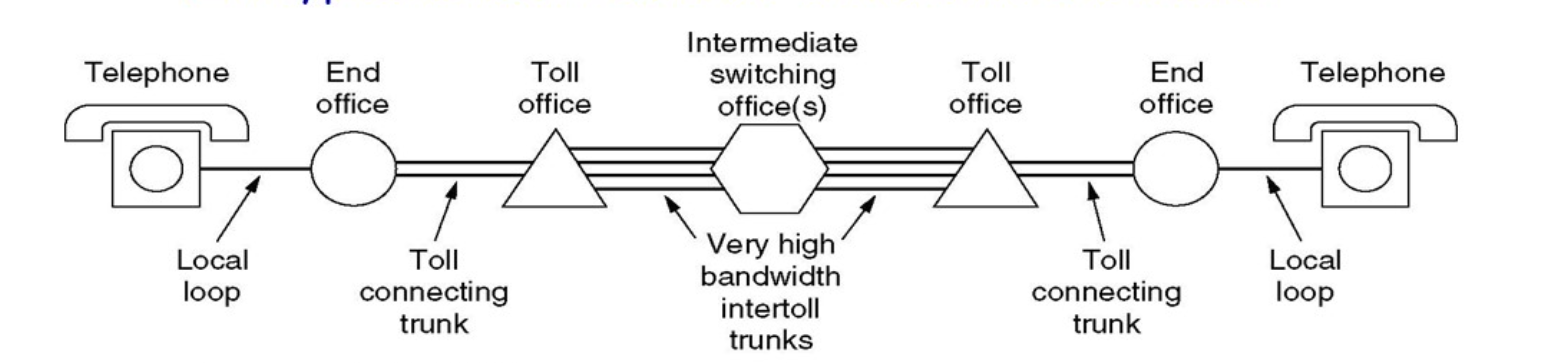 Telephone
End
office
Toll
office
Intermediate
switching
office(s)
Toll
office
End
office
Telephone
Local
loop
Toll
connecting
trunk
Very high
bandwidth
intertoll
trunks
Toll
connecting
trunk
Local
loop